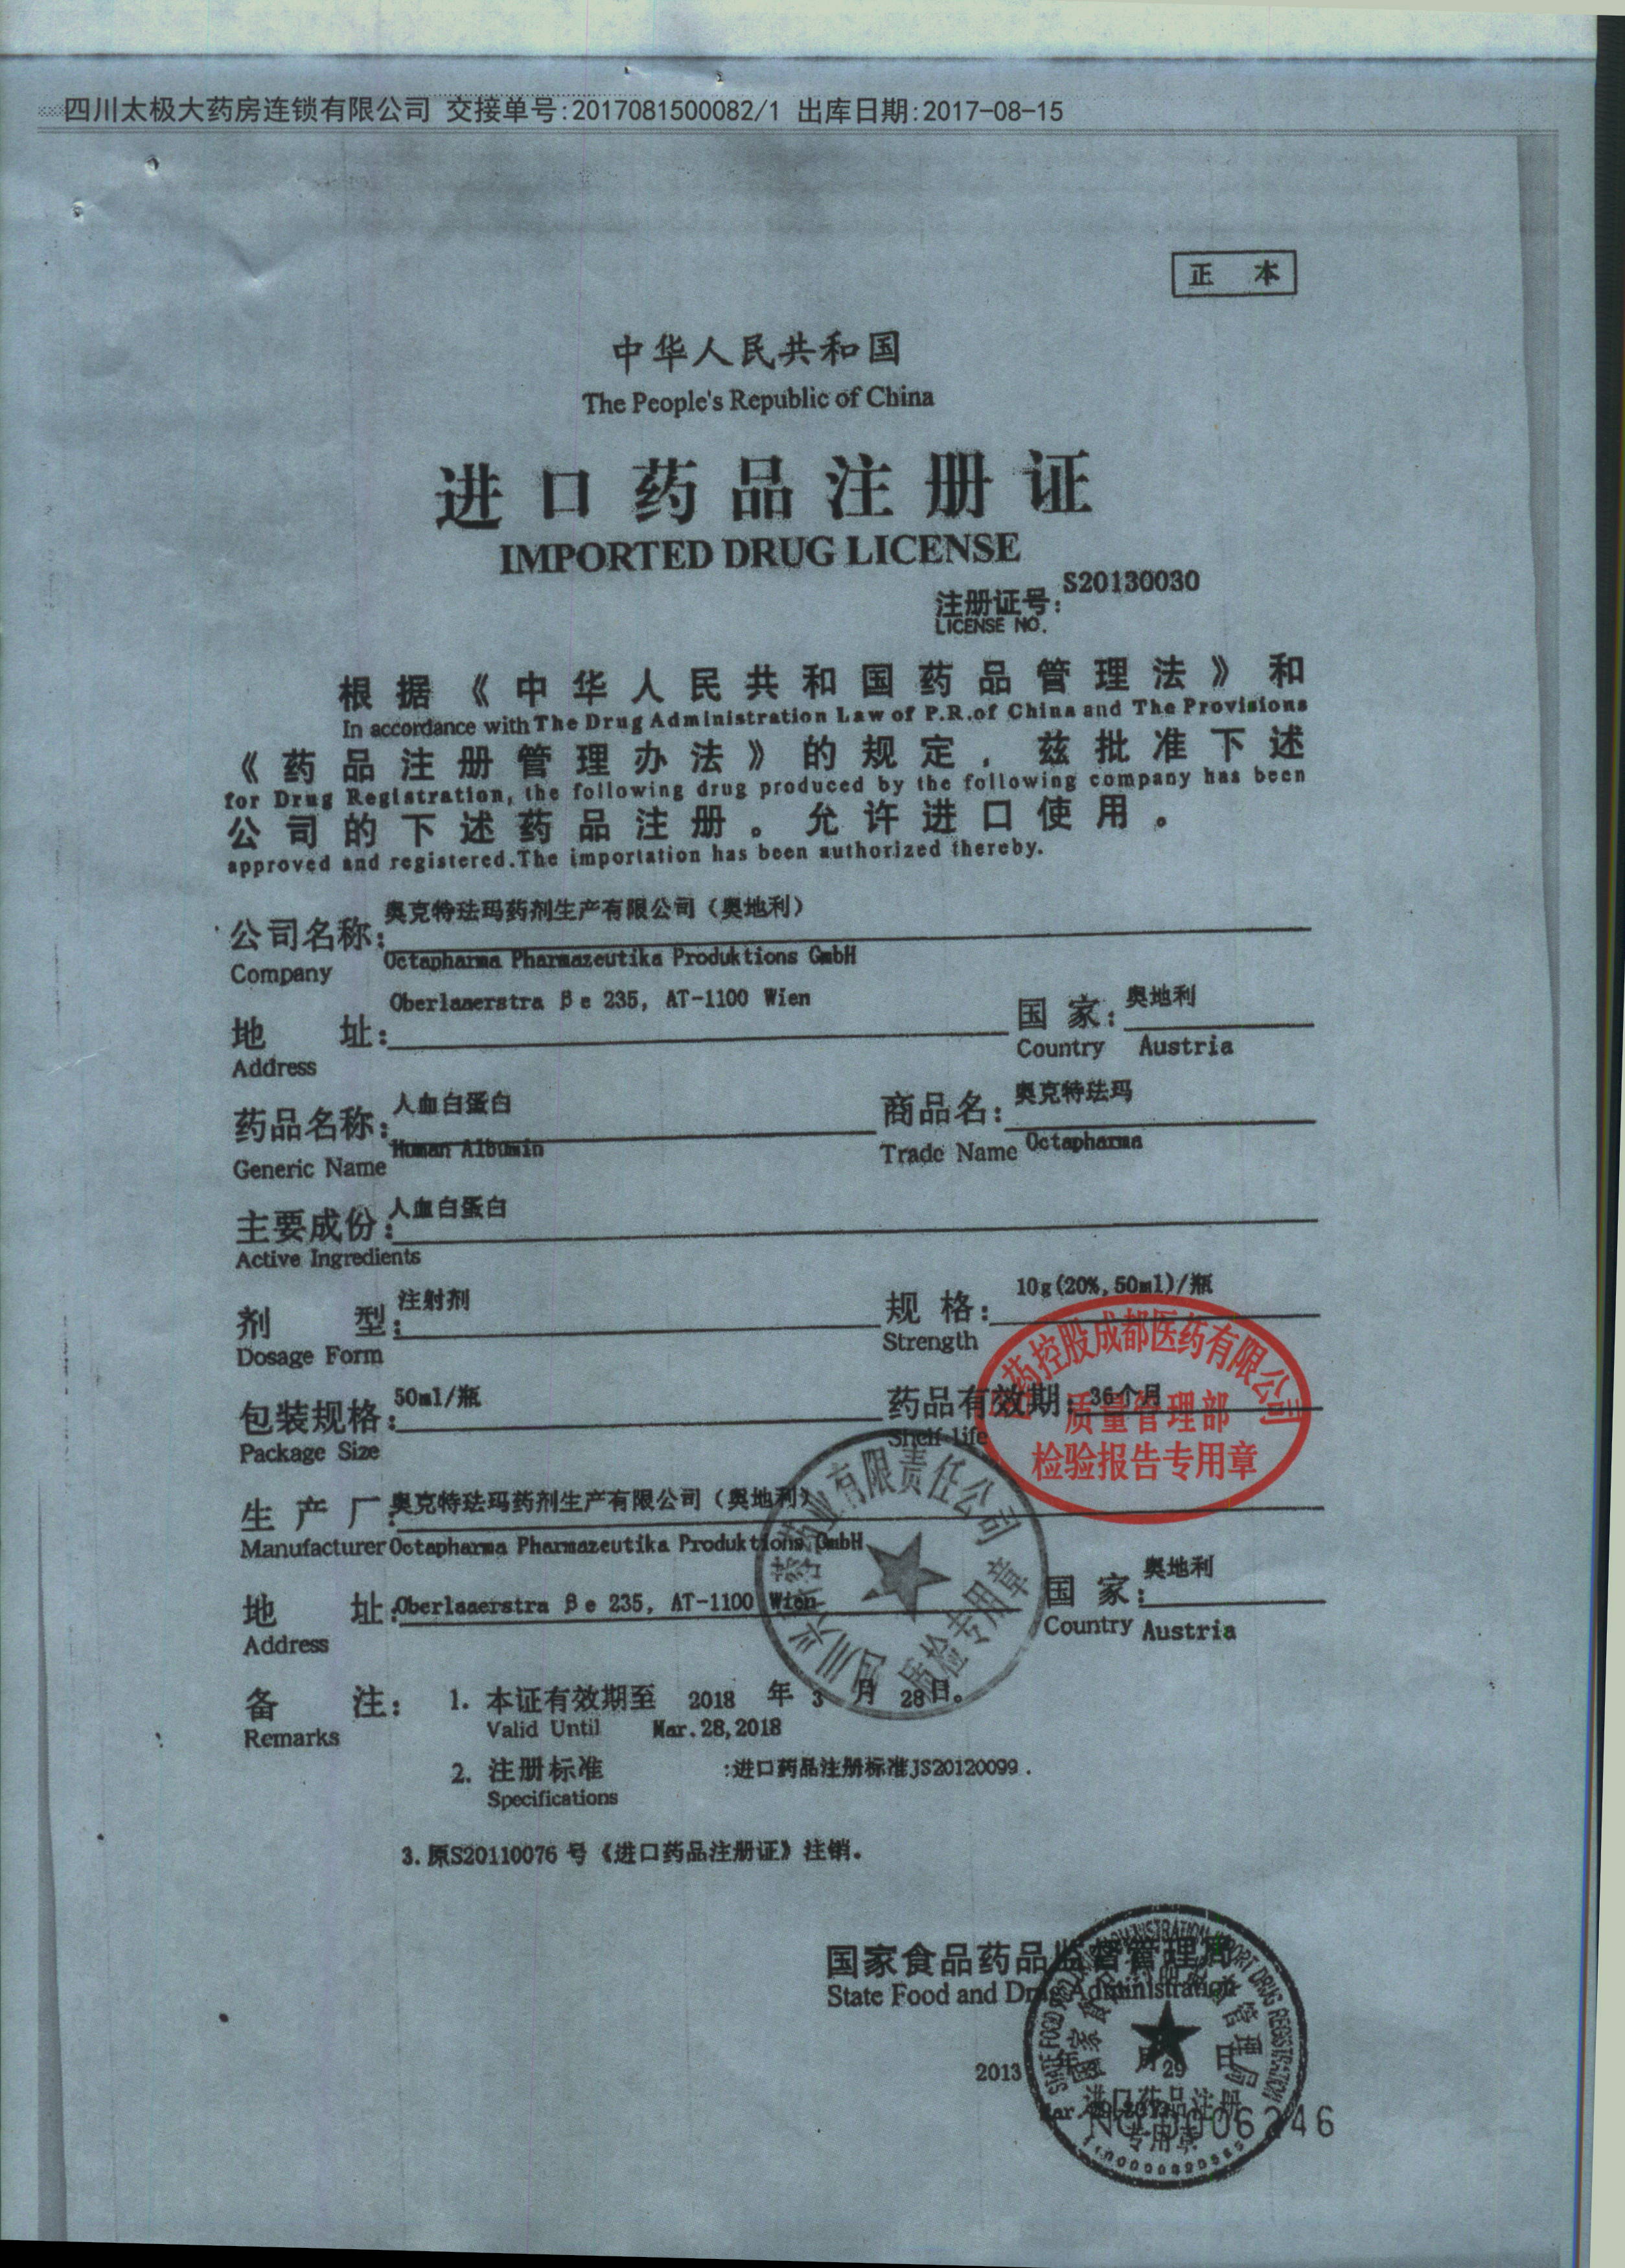 四川太极大药房连锁有限公司 交接单号:2017081500082/1 出库日期:2017-08-15
正 本
中华人民共和国
The People's Republic of China
进口药品注册证
IMPORTED DRUG LICENSE
注册证号: S20130030
LICENSE NO.
根据《中华人民共和国药品管理法》和
In accordance with The Drug Administration Law of P.R.of China and The Provisions
《药品注册管理办法》的规定，兹批准下述
for Drug Registration, the following drug produced by the following company has been
公司的下述药品注册。允许进口使用。
approved and registered.The importation has been authorized thereby.
公司名称: 奥克特珐玛药剂生产有限公司（奥地利）
Company Octapharma Pharmazeutika Produktions GmbH
Oberlaaerstra βe 235, AT-1100 Wien
地 址: 国 家: 奥地利
Address Country Austria
药品名称: 人血白蛋白 商品名: 奥克特珐玛
Generic Name Human Albumin Trade Name Octapharma
主要成份: 人血白蛋白
Active Ingredients
剂 型: 注射剂 规 格: 10g(20%,50ml)/瓶
Dosage Form Strength
包装规格: 50ml/瓶 药品有效期: 36个月
Package Size Shelf-life
药控股成都医药有限公司
质量管理部
检验报告专用章
生 产 厂: 奥克特珐玛药剂生产有限公司（奥地利）
Manufacturer Octapharma Pharmazeutika Produktions GmbH
地 址: Oberlaaerstra βe 235, AT-1100 Wien 国 家: 奥地利
Address Country Austria
药业有限责任公司
质检专用章
备 注: 1. 本证有效期至 2018 年 3 月 28日。
Remarks Valid Until Mar.28,2018
2. 注册标准 :进口药品注册标准JS20120099.
Specifications
3.原S20110076 号《进口药品注册证》注销。
国家食品药品监督管理局
State Food and Drug Administration
2013 年 月 29 日
进口药品注册
专用章